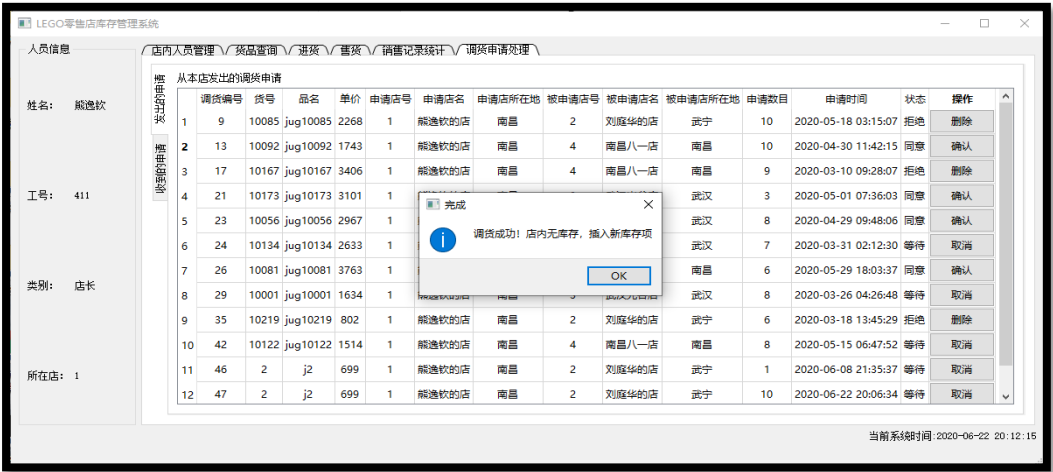 LEGO零售店库存管理系统
人员信息
店内人员管理 货品查询 进货 售货 销售记录统计 调货申请处理
姓名: 熊逸钦
工号: 411
类别: 店长
所在店: 1
发出的申请
收到的申请
从本店发出的调货申请
调货编号 货号 品名 单价 申请店号 申请店名 申请店所在地 被申请店号 被申请店名 被申请店所在地 申请数目 申请时间 状态 操作
1 9 10085 jug10085 2268 1 熊逸钦的店 南昌 2 刘庭华的店 武宁 10 2020-05-18 03:15:07 拒绝 删除
2 13 10092 jug10092 1743 1 熊逸钦的店 南昌 4 南昌八一店 南昌 10 2020-04-30 11:42:15 同意 确认
3 17 10167 jug10167 3406 1 熊逸钦的店 南昌 4 南昌八一店 南昌 9 2020-03-10 09:28:07 拒绝 删除
4 21 10173 jug10173 3101 1 武汉 3 2020-05-01 07:36:03 同意 确认
5 23 10056 jug10056 2967 1 武汉 8 2020-04-29 09:48:06 同意 确认
6 24 10134 jug10134 2633 1 武汉 7 2020-03-31 02:12:30 等待 取消
7 26 10081 jug10081 3763 1 南昌 6 2020-05-29 18:03:37 同意 确认
8 29 10001 jug10001 1634 1 熊逸钦的店 南昌 武汉 8 2020-03-26 04:26:48 等待 取消
9 35 10219 jug10219 802 1 熊逸钦的店 南昌 2 刘庭华的店 武宁 6 2020-03-18 13:45:29 拒绝 删除
10 42 10122 jug10122 1514 1 熊逸钦的店 南昌 4 南昌八一店 南昌 8 2020-05-15 06:47:52 等待 取消
11 46 2 j2 699 1 熊逸钦的店 南昌 2 刘庭华的店 武宁 1 2020-06-08 21:35:37 等待 取消
12 47 2 j2 699 1 熊逸钦的店 南昌 2 刘庭华的店 武宁 10 2020-06-22 20:06:34 等待 取消
完成
调货成功! 店内无库存, 插入新库存项
OK
当前系统时间:2020-06-22 20:12:15